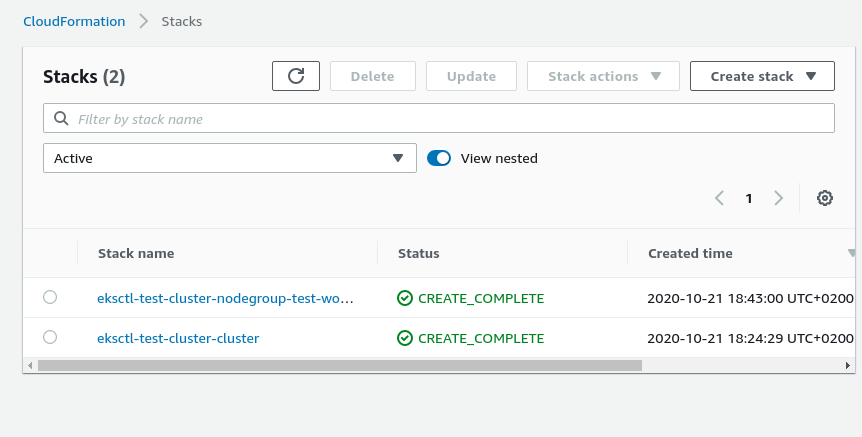 CloudFormation > Stacks
Stacks (2) Delete Update Stack actions Create stack
Filter by stack name
Active View nested
1
Stack name Status Created time
eksctl-test-cluster-nodegroup-test-wo... CREATE_COMPLETE 2020-10-21 18:43:00 UTC+0200
eksctl-test-cluster-cluster CREATE_COMPLETE 2020-10-21 18:24:29 UTC+0200